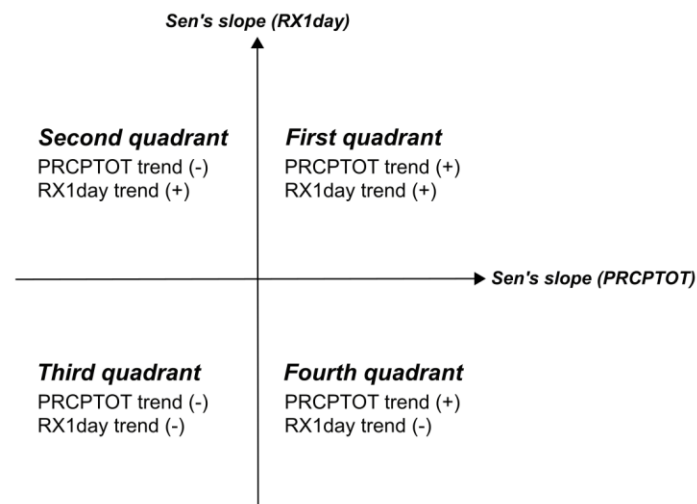 Sen's slope (RX1day)
Second quadrant
PRCPTOT trend (-)
RX1day trend (+)
First quadrant
PRCPTOT trend (+)
RX1day trend (+)
Sen's slope (PRCPTOT)
Third quadrant
PRCPTOT trend (-)
RX1day trend (-)
Fourth quadrant
PRCPTOT trend (+)
RX1day trend (-)